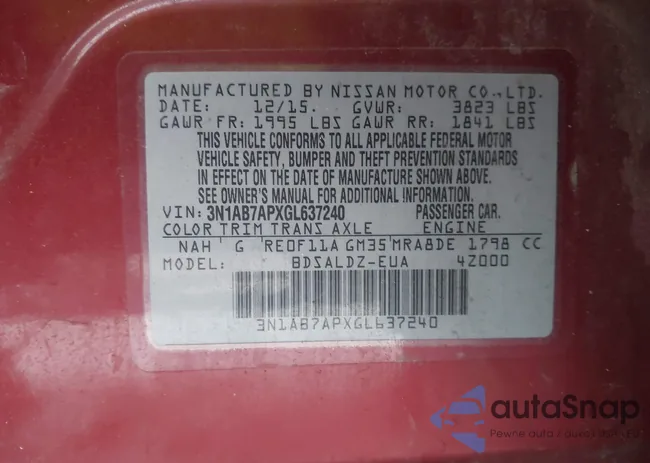 MANUFACTURED BY NISSAN MOTOR CO.,LTD.
DATE: 12/15. GVWR: 3823 LBS
GAWR FR: 1995 LBS GAWR RR: 1841 LBS
THIS VEHICLE CONFORMS TO ALL APPLICABLE FEDERAL MOTOR
VEHICLE SAFETY, BUMPER AND THEFT PREVENTION STANDARDS
IN EFFECT ON THE DATE OF MANUFACTURE SHOWN ABOVE.
SEE OWNER'S MANUAL FOR ADDITIONAL INFORMATION.
VIN: 3N1AB7APXGL637240 PASSENGER CAR.
COLOR TRIM TRANS AXLE ENGINE
NAH G RE0F11A GM35 MRA8DE 1798 CC
MODEL: BDSALDZ-EUA 4Z000
3N1AB7APXGL637240
autaSnap
Pewne auta z